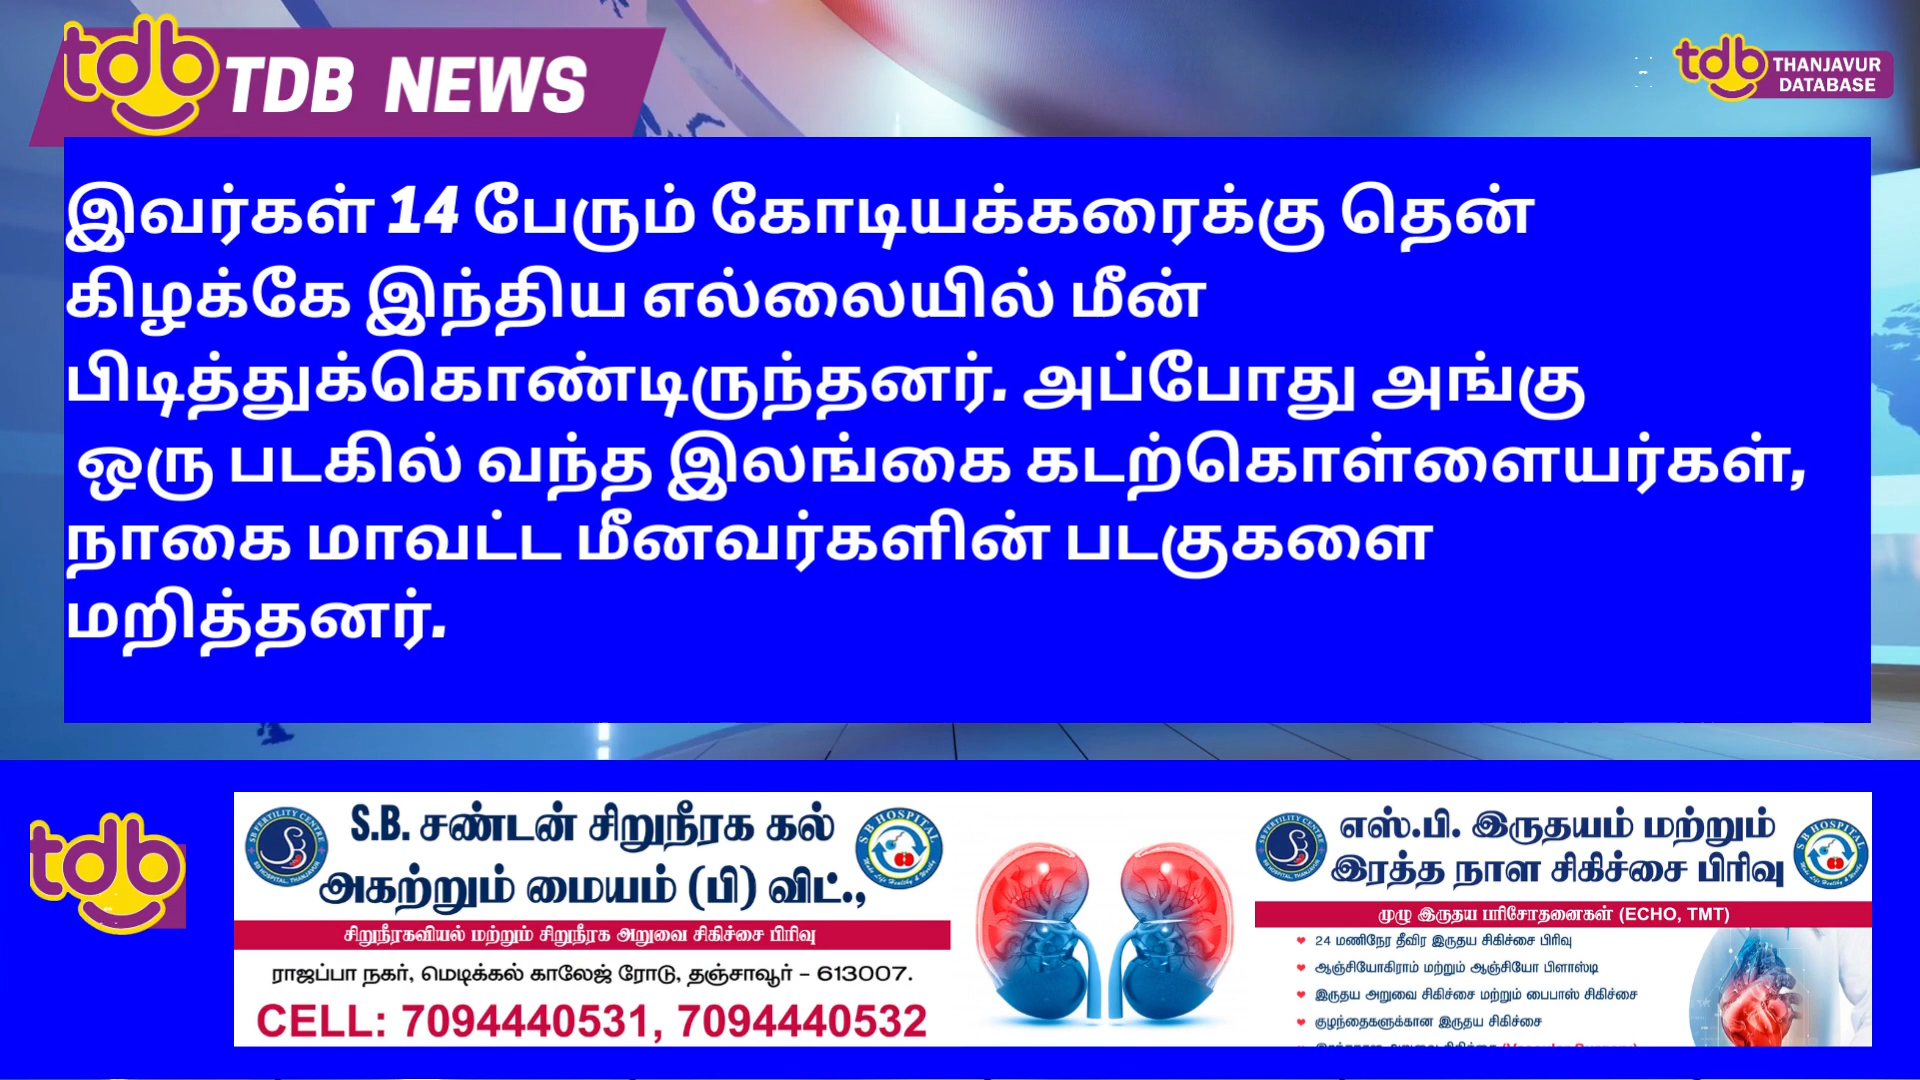 tdb TDB NEWS
tdb THANJAVUR
DATABASE
இவர்கள் 14 பேரும் கோடியக்கரைக்கு தென்
கிழக்கே இந்திய எல்லையில் மீன்
பிடித்துக்கொண்டிருந்தனர். அப்போது அங்கு
ஒரு படகில் வந்த இலங்கை கடற்கொள்ளையர்கள்,
நாகை மாவட்ட மீனவர்களின் படகுகளை
மறித்தனர்.
tdb
S.B. சண்டன் சிறுநீரக கல்
அகற்றும் மையம் (பி) விட்.,
சிறுநீரகவியல் மற்றும் சிறுநீரக அறுவை சிகிச்சை பிரிவு
ராஜப்பா நகர், மெடிக்கல் காலேஜ் ரோடு, தஞ்சாவூர் – 613007.
CELL: 7094440531, 7094440532
எஸ்.பி. இருதயம் மற்றும்
இரத்த நாள சிகிச்சை பிரிவு
முழு இருதய பரிசோதனைகள் (ECHO, TMT)
24 மணிநேர தீவிர இருதய சிகிச்சை பிரிவு
ஆஞ்சியோகிராம் மற்றும் ஆஞ்சியோ பிளாஸ்டி
இருதய அறுவை சிகிச்சை மற்றும் பைபாஸ் சிகிச்சை
குழந்தைகளுக்கான இருதய சிகிச்சை